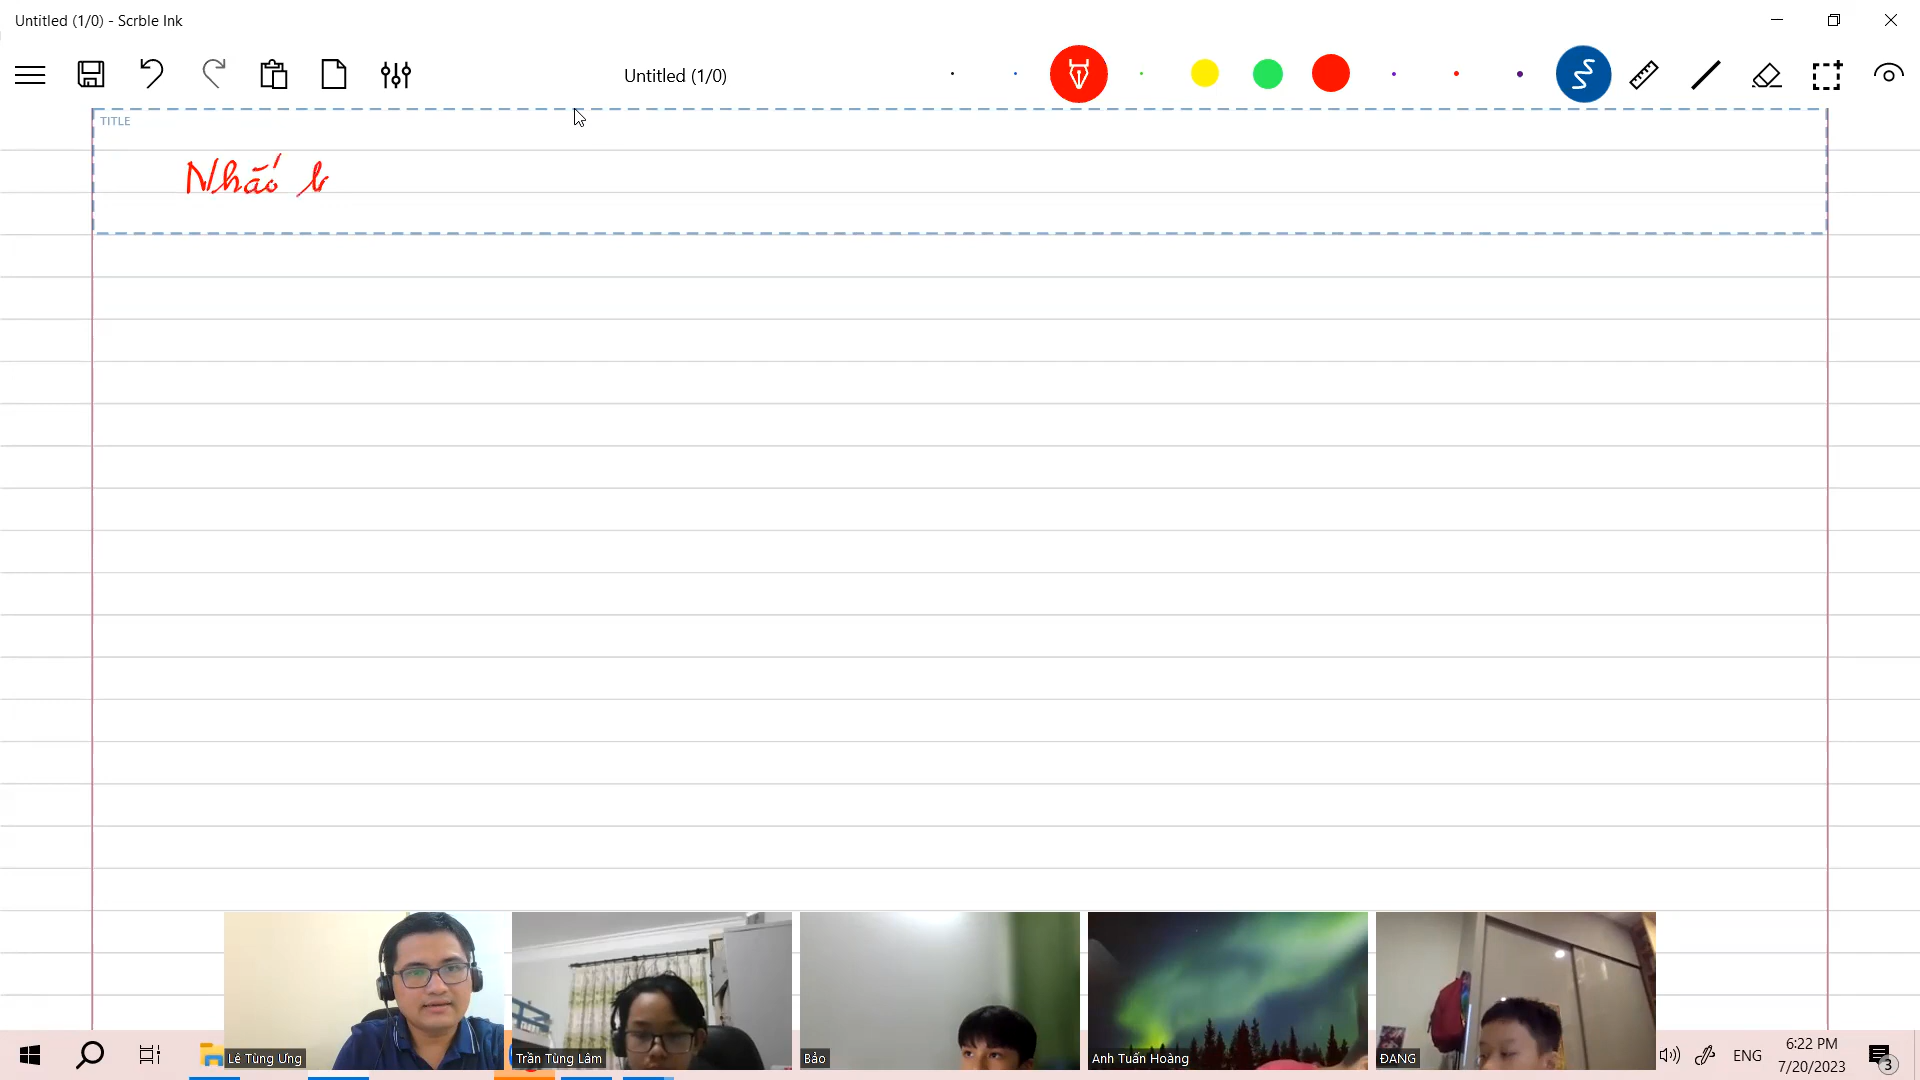 Untitled (1/0) - Scrble Ink
Untitled (1/0)
TITLE
Lê Tùng Ưng
Trần Tùng Lâm
Bảo
Anh Tuấn Hoàng
ĐANG
ENG
6:22 PM
7/20/2023
3